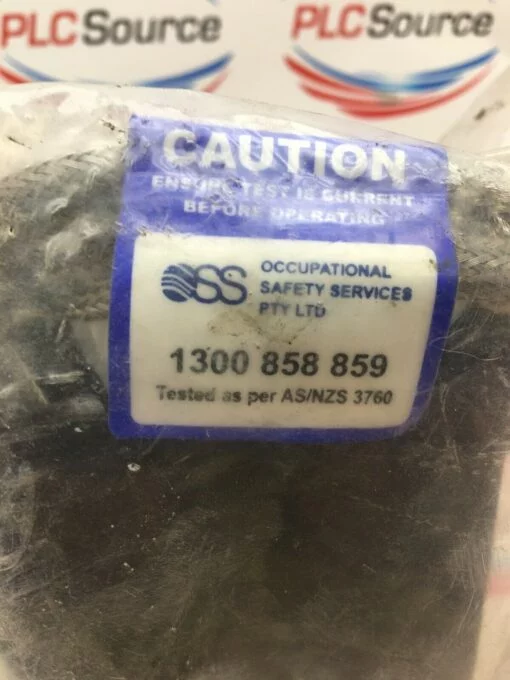 PLCSource
PLCSource
CAUTION
ENSURE TEST IS CURRENT
BEFORE OPERATING
OSS
OCCUPATIONAL
SAFETY SERVICES
PTY LTD
1300 858 859
Tested as per AS/NZS 3760